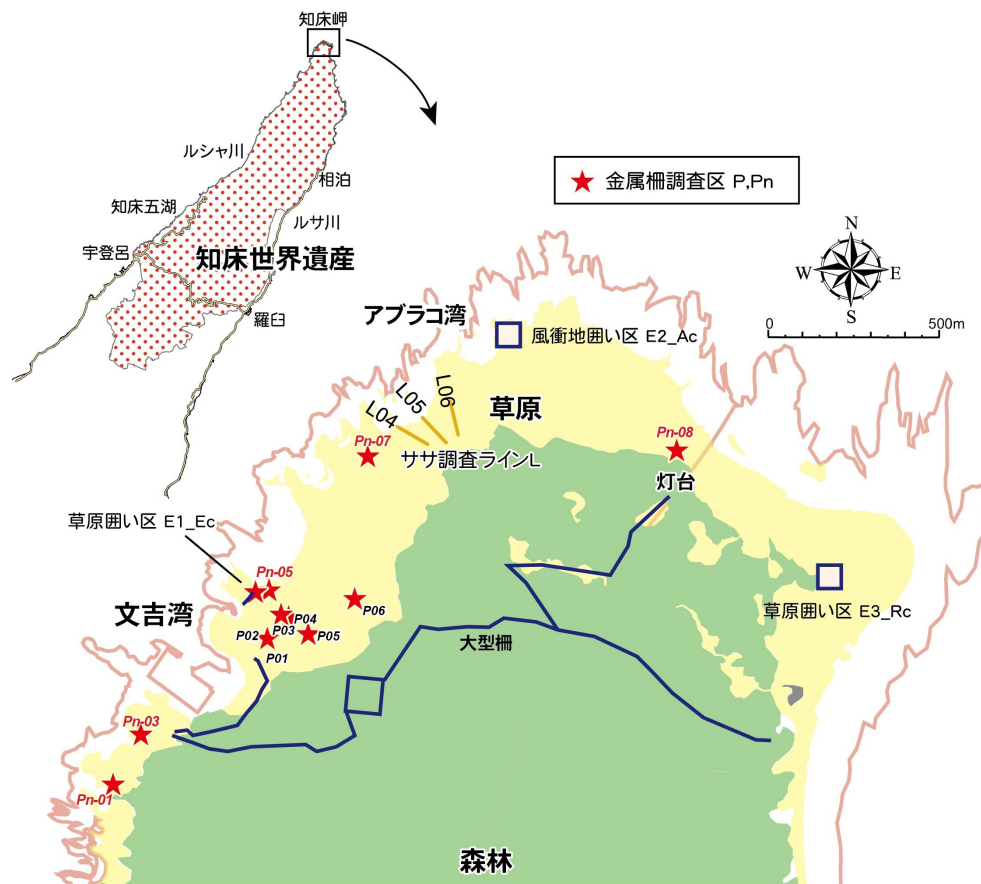 知床岬
ルシャ川
相泊
知床五湖
ルサ川
宇登呂
知床世界遺産
羅臼
★ 金属柵調査区 P,Pn
N
W
E
S
0
500m
アブラコ湾
風衝地囲い区 E2_Ac
L04
L05
L06
草原
Pn-07
ササ調査ラインL
Pn-08
灯台
草原囲い区 E1_Ec
Pn-05
文吉湾
P06
P04
P03
P02
P05
P01
草原囲い区 E3_Rc
大型柵
Pn-03
Pn-01
森林